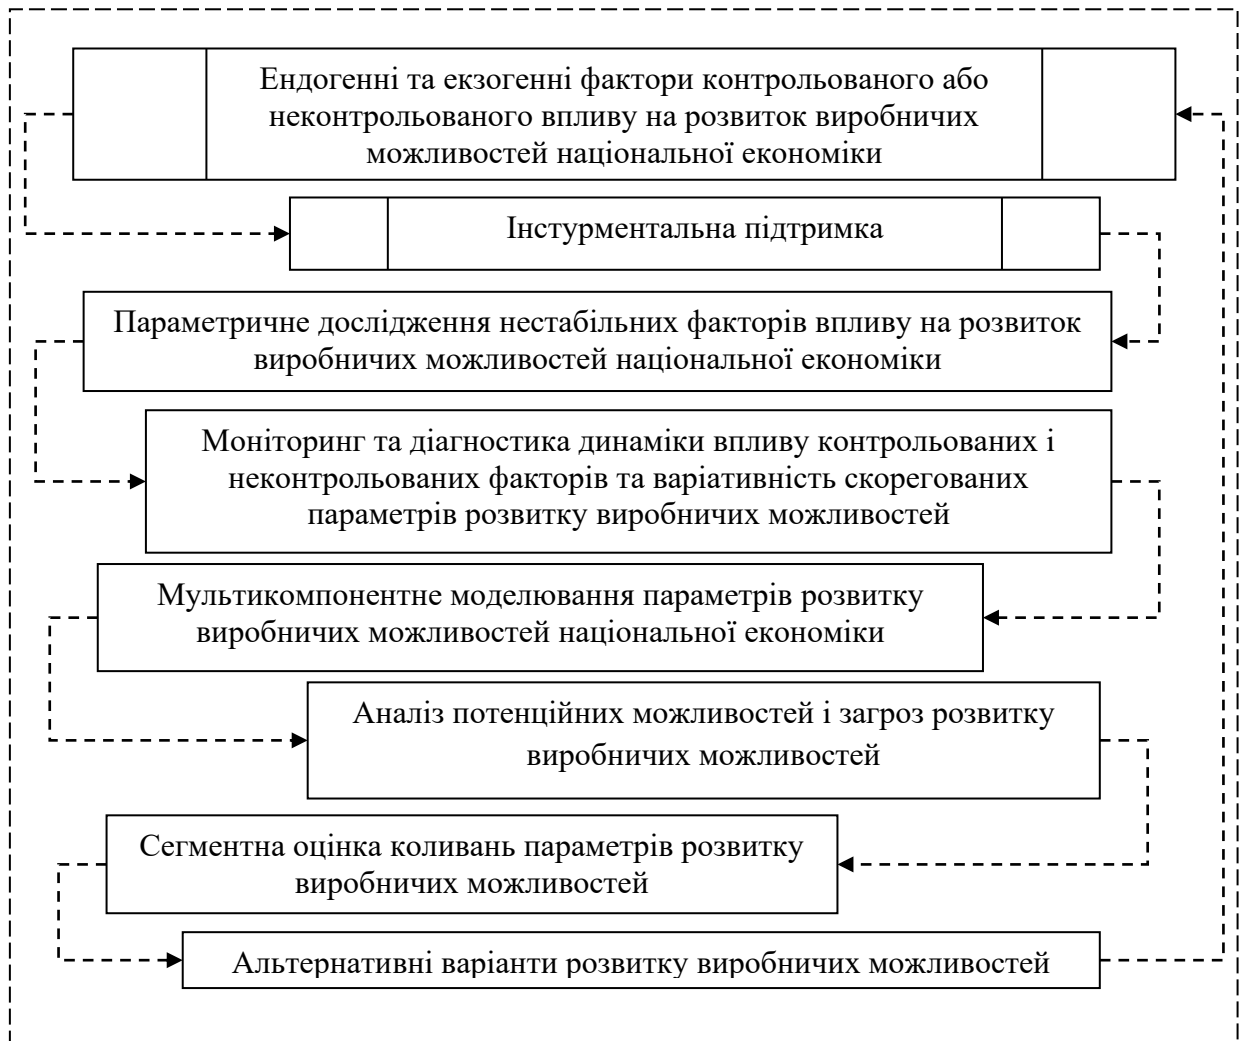 Ендогенні та екзогенні фактори контрольованого або
неконтрольованого впливу на розвиток виробничих
можливостей національної економіки
Інстурментальна підтримка
Параметричне дослідження нестабільних факторів впливу на розвиток
виробничих можливостей національної економіки
Моніторинг та діагностика динаміки впливу контрольованих і
неконтрольованих факторів та варіативність скорегованих
параметрів розвитку виробничих можливостей
Мультикомпонентне моделювання параметрів розвитку
виробничих можливостей національної економіки
Аналіз потенційних можливостей і загроз розвитку
виробничих можливостей
Сегментна оцінка коливань параметрів розвитку
виробничих можливостей
Альтернативні варіанти розвитку виробничих можливостей